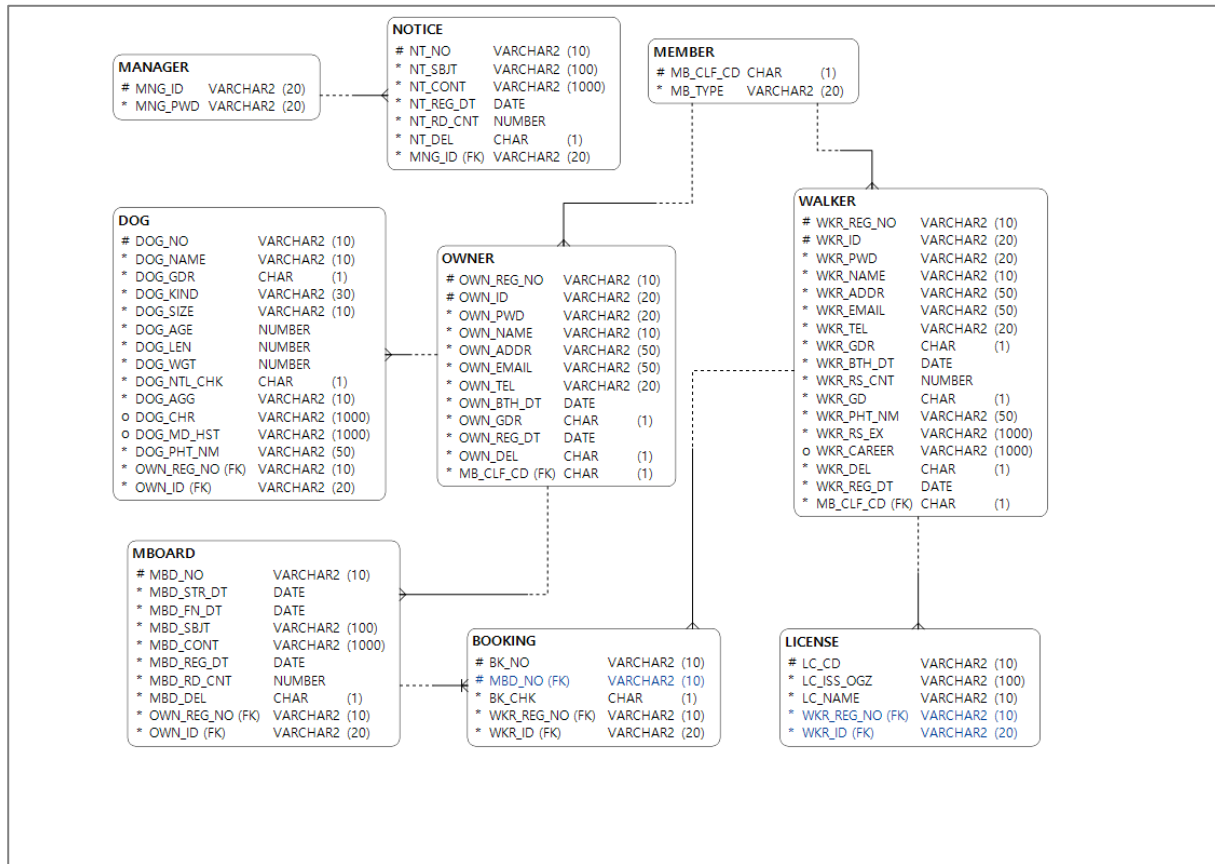 MANAGER
# MNG_ID VARCHAR2 (20)
* MNG_PWD VARCHAR2 (20)
NOTICE
# NT_NO VARCHAR2 (10)
* NT_SBJT VARCHAR2 (100)
* NT_CONT VARCHAR2 (1000)
* NT_REG_DT DATE
* NT_RD_CNT NUMBER
* NT_DEL CHAR (1)
* MNG_ID (FK) VARCHAR2 (20)
MEMBER
# MB_CLF_CD CHAR (1)
* MB_TYPE VARCHAR2 (20)
DOG
# DOG_NO VARCHAR2 (10)
* DOG_NAME VARCHAR2 (10)
* DOG_GDR CHAR (1)
* DOG_KIND VARCHAR2 (30)
* DOG_SIZE VARCHAR2 (10)
* DOG_AGE NUMBER
* DOG_LEN NUMBER
* DOG_WGT NUMBER
* DOG_NTL_CHK CHAR (1)
* DOG_AGG VARCHAR2 (10)
o DOG_CHR VARCHAR2 (1000)
o DOG_MD_HST VARCHAR2 (1000)
* DOG_PHT_NM VARCHAR2 (50)
* OWN_REG_NO (FK) VARCHAR2 (10)
* OWN_ID (FK) VARCHAR2 (20)
OWNER
# OWN_REG_NO VARCHAR2 (10)
# OWN_ID VARCHAR2 (20)
* OWN_PWD VARCHAR2 (20)
* OWN_NAME VARCHAR2 (10)
* OWN_ADDR VARCHAR2 (50)
* OWN_EMAIL VARCHAR2 (50)
* OWN_TEL VARCHAR2 (20)
* OWN_BTH_DT DATE
* OWN_GDR CHAR (1)
* OWN_REG_DT DATE
* OWN_DEL CHAR (1)
* MB_CLF_CD (FK) CHAR (1)
WALKER
# WKR_REG_NO VARCHAR2 (10)
# WKR_ID VARCHAR2 (20)
* WKR_PWD VARCHAR2 (20)
* WKR_NAME VARCHAR2 (10)
* WKR_ADDR VARCHAR2 (50)
* WKR_EMAIL VARCHAR2 (50)
* WKR_TEL VARCHAR2 (20)
* WKR_GDR CHAR (1)
* WKR_BTH_DT DATE
* WKR_RS_CNT NUMBER
* WKR_GD CHAR (1)
* WKR_PHT_NM VARCHAR2 (50)
* WKR_RS_EX VARCHAR2 (1000)
o WKR_CAREER VARCHAR2 (1000)
* WKR_DEL CHAR (1)
* WKR_REG_DT DATE
* MB_CLF_CD (FK) CHAR (1)
MBOARD
# MBD_NO VARCHAR2 (10)
* MBD_STR_DT DATE
* MBD_FN_DT DATE
* MBD_SBJT VARCHAR2 (100)
* MBD_CONT VARCHAR2 (1000)
* MBD_REG_DT DATE
* MBD_RD_CNT NUMBER
* MBD_DEL CHAR (1)
* OWN_REG_NO (FK) VARCHAR2 (10)
* OWN_ID (FK) VARCHAR2 (20)
BOOKING
# BK_NO VARCHAR2 (10)
# MBD_NO (FK) VARCHAR2 (10)
* BK_CHK CHAR (1)
* WKR_REG_NO (FK) VARCHAR2 (10)
* WKR_ID (FK) VARCHAR2 (20)
LICENSE
# LC_CD VARCHAR2 (10)
* LC_ISS_OGZ VARCHAR2 (100)
* LC_NAME VARCHAR2 (10)
* WKR_REG_NO (FK) VARCHAR2 (10)
* WKR_ID (FK) VARCHAR2 (20)